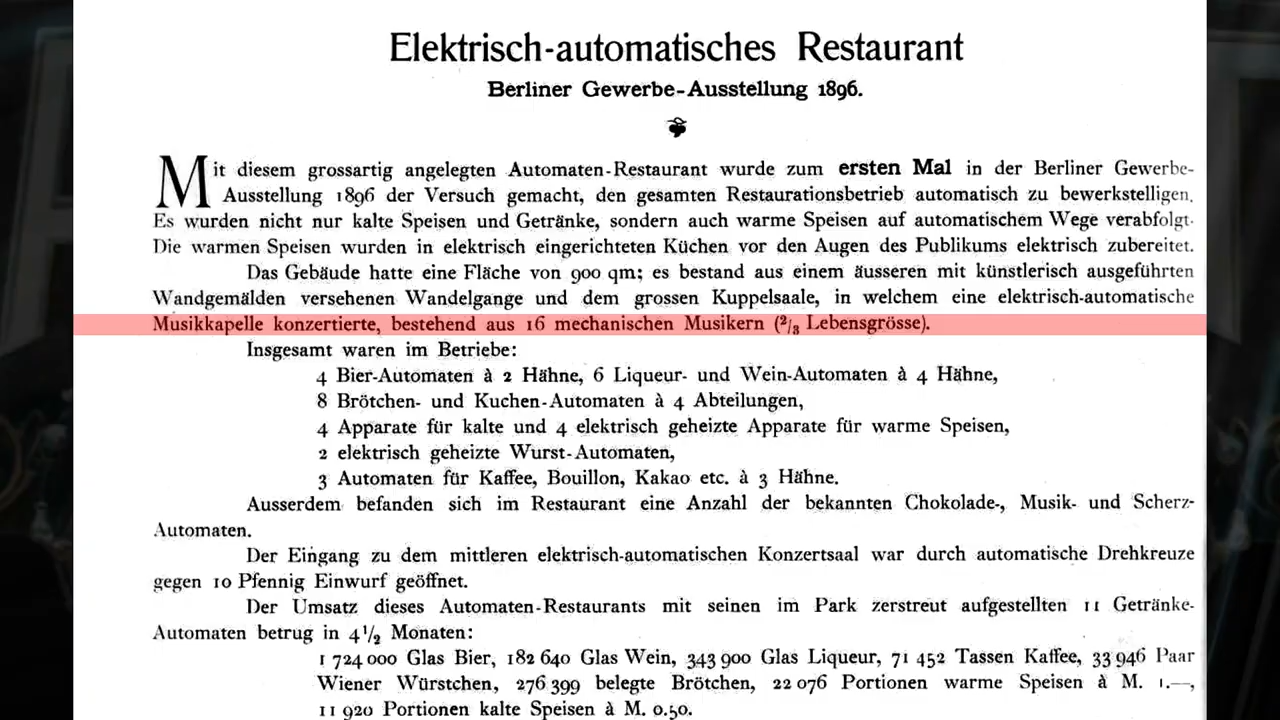 Elektrisch-automatisches Restaurant
Berliner Gewerbe-Ausstellung 1896.
Mit diesem grossartig angelegten Automaten-Restaurant wurde zum ersten Mal in der Berliner Gewerbe-
Ausstellung 1896 der Versuch gemacht, den gesamten Restaurationsbetrieb automatisch zu bewerkstelligen.
Es wurden nicht nur kalte Speisen und Getränke, sondern auch warme Speisen auf automatischem Wege verabfolgt.
Die warmen Speisen wurden in elektrisch eingerichteten Küchen vor den Augen des Publikums elektrisch zubereitet.
Das Gebäude hatte eine Fläche von 900 qm; es bestand aus einem äusseren mit künstlerisch ausgeführten
Wandgemälden versehenen Wandelgange und dem grossen Kuppelsaale, in welchem eine elektrisch-automatische
Musikkapelle konzertierte, bestehend aus 16 mechanischen Musikern (2/3 Lebensgrösse).
Insgesamt waren im Betriebe:
4 Bier-Automaten à 2 Hähne, 6 Liqueur- und Wein-Automaten à 4 Hähne,
8 Brötchen- und Kuchen-Automaten à 4 Abteilungen,
4 Apparate für kalte und 4 elektrisch geheizte Apparate für warme Speisen,
2 elektrisch geheizte Wurst-Automaten,
3 Automaten für Kaffee, Bouillon, Kakao etc. à 3 Hähne.
Ausserdem befanden sich im Restaurant eine Anzahl der bekannten Chokolade-, Musik- und Scherz-
Automaten.
Der Eingang zu dem mittleren elektrisch-automatischen Konzertsaal war durch automatische Drehkreuze
gegen 10 Pfennig Einwurf geöffnet.
Der Umsatz dieses Automaten-Restaurants mit seinen im Park zerstreut aufgestellten 11 Getränke-
Automaten betrug in 4 1/2 Monaten:
1 724 000 Glas Bier, 182 640 Glas Wein, 343 900 Glas Liqueur, 71 452 Tassen Kaffee, 33 946 Paar
Wiener Würstchen, 276 399 belegte Brötchen, 22 076 Portionen warme Speisen à M. 1.—,
11 920 Portionen kalte Speisen à M. 0.50.